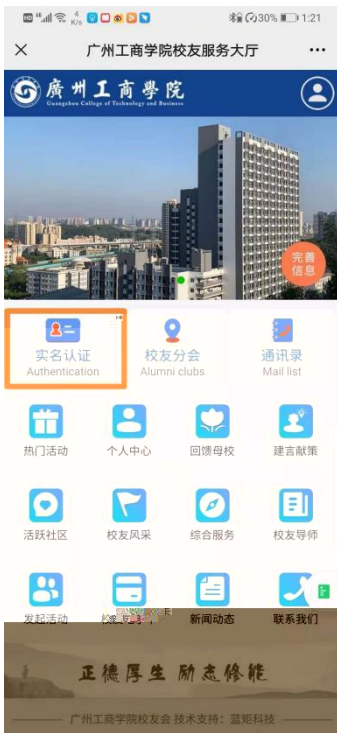 HD 4G 4 K/s 30% 1:21
广州工商学院校友服务大厅
廣州工商學院
Guangzhou College of Technology and Business
完善
信息
实名认证 校友分会 通讯录
Authentication Alumni clubs Mail list
热门活动 个人中心 回馈母校 建言献策
活跃社区 校友风采 综合服务 校友导师
发起活动 新闻动态 联系我们
正德厚生 励志修能
广州工商学院校友会 技术支持：蓝矩科技